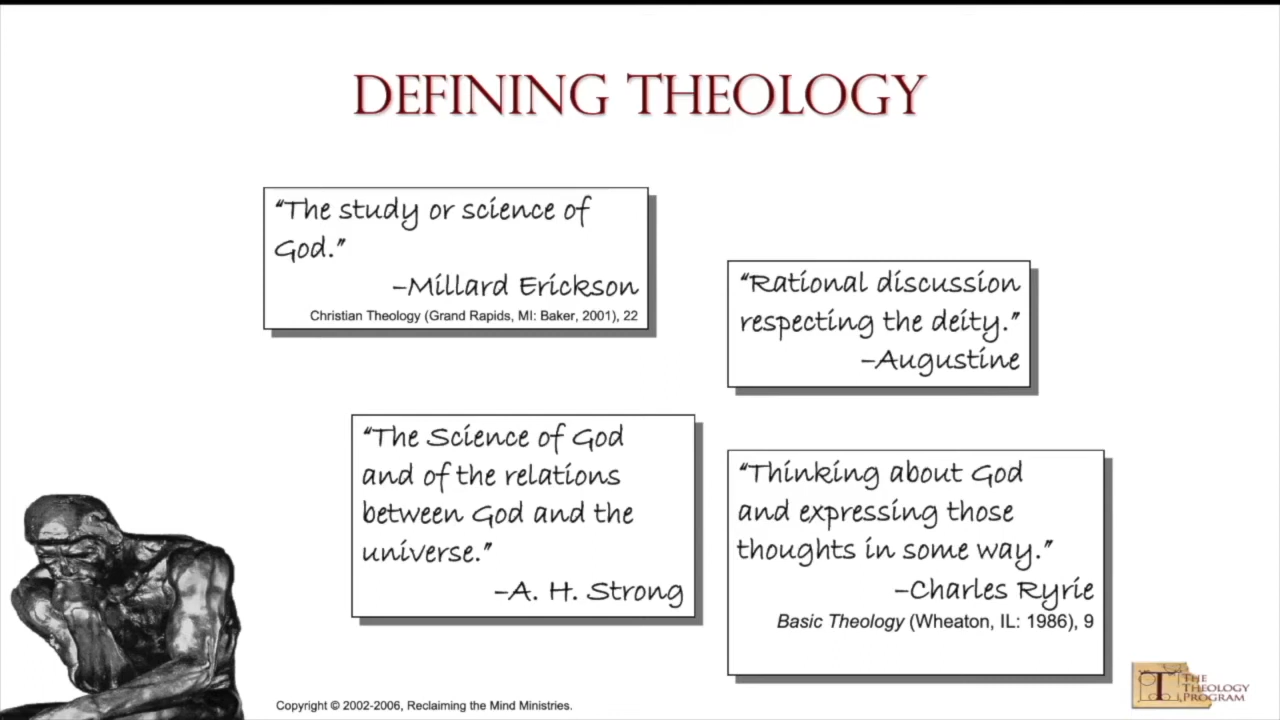 DEFINING THEOLOGY
“The study or science of
God.”
–Millard Erickson
Christian Theology (Grand Rapids, MI: Baker, 2001), 22
“Rational discussion
respecting the deity.”
–Augustine
“The Science of God
and of the relations
between God and the
universe.”
–A. H. Strong
“Thinking about God
and expressing those
thoughts in some way.”
–Charles Ryrie
Basic Theology (Wheaton, IL: 1986), 9
Copyright © 2002-2006, Reclaiming the Mind Ministries.
THE
THEOLOGY
PROGRAM